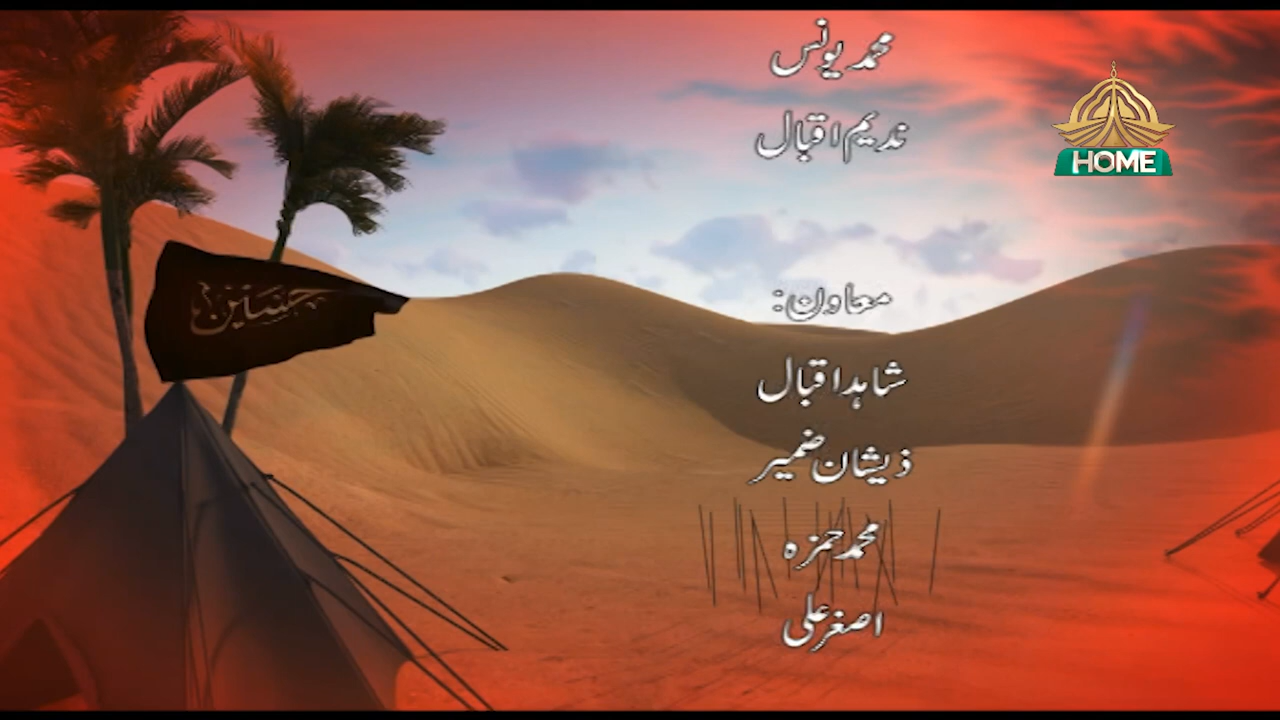 محمد یونس
ندیم اقبال
HOME
حسین
معاون:
شاہد اقبال
ذیشان ضمیر
محمد حمزہ
اصغر علی